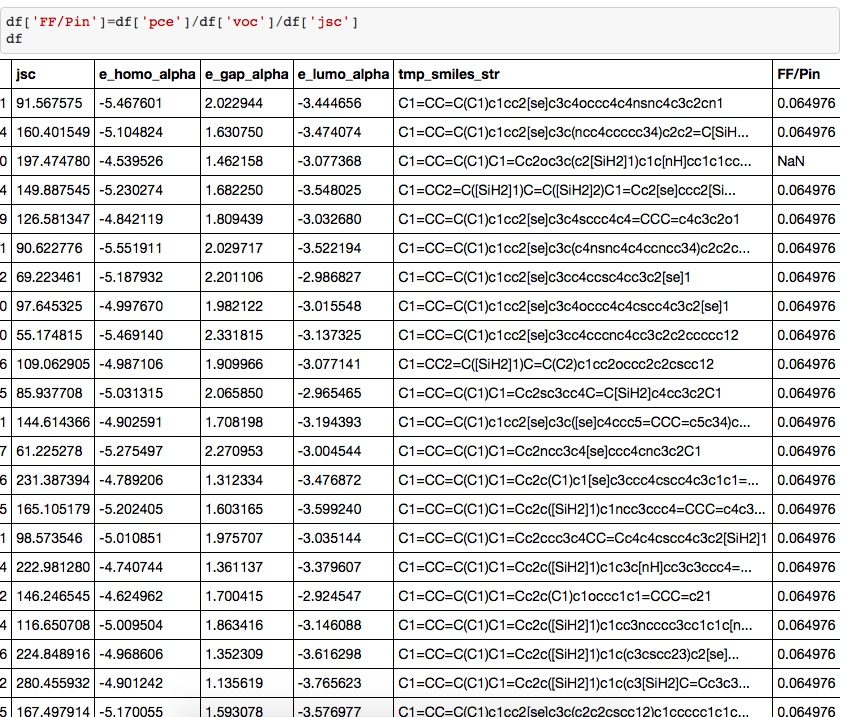 df['FF/Pin']=df['pce']/df['voc']/df['jsc']
df
jsc e_homo_alpha e_gap_alpha e_lumo_alpha tmp_smiles_str FF/Pin
1 91.567575 -5.467601 2.022944 -3.444656 C1=CC=C(C1)c1cc2[se]c3c4occc4c4nsnc4c3c2cn1 0.064976
4 160.401549 -5.104824 1.630750 -3.474074 C1=CC=C(C1)c1cc2[se]c3c(ncc4ccccc34)c2c2=C[SiH... 0.064976
0 197.474780 -4.539526 1.462158 -3.077368 C1=CC=C(C1)C1=Cc2oc3c(c2[SiH2]1)c1c[nH]cc1c1cc... NaN
4 149.887545 -5.230274 1.682250 -3.548025 C1=CC2=C([SiH2]1)C=C([SiH2]2)C1=Cc2[se]ccc2[Si... 0.064976
9 126.581347 -4.842119 1.809439 -3.032680 C1=CC=C(C1)c1cc2[se]c3c4sccc4c4=CCC=c4c3c2o1 0.064976
1 90.622776 -5.551911 2.029717 -3.522194 C1=CC=C(C1)c1cc2[se]c3c(c4nsnc4c4ccncc34)c2c2c... 0.064976
2 69.223461 -5.187932 2.201106 -2.986827 C1=CC=C(C1)c1cc2[se]c3cc4ccsc4cc3c2[se]1 0.064976
0 97.645325 -4.997670 1.982122 -3.015548 C1=CC=C(C1)c1cc2[se]c3c4occc4c4cscc4c3c2[se]1 0.064976
0 55.174815 -5.469140 2.331815 -3.137325 C1=CC=C(C1)c1cc2[se]c3cc4cccnc4cc3c2c2ccccc12 0.064976
6 109.062905 -4.987106 1.909966 -3.077141 C1=CC2=C([SiH2]1)C=C(C2)c1cc2occc2c2cscc12 0.064976
5 85.937708 -5.031315 2.065850 -2.965465 C1=CC=C(C1)C1=Cc2sc3cc4C=C[SiH2]c4cc3c2C1 0.064976
1 144.614366 -4.902591 1.708198 -3.194393 C1=CC=C(C1)c1cc2[se]c3c([se]c4ccc5=CCC=c5c34)c... 0.064976
7 61.225278 -5.275497 2.270953 -3.004544 C1=CC=C(C1)C1=Cc2ncc3c4[se]ccc4cnc3c2C1 0.064976
6 231.387394 -4.789206 1.312334 -3.476872 C1=CC=C(C1)C1=Cc2c(C1)c1[se]c3ccc4cscc4c3c1c1=... 0.064976
5 165.105179 -5.202405 1.603165 -3.599240 C1=CC=C(C1)C1=Cc2c([SiH2]1)c1ncc3ccc4=CCC=c4c3... 0.064976
1 98.573546 -5.010851 1.975707 -3.035144 C1=CC=C(C1)C1=Cc2ccc3c4CC=Cc4c4cscc4c3c2[SiH2]1 0.064976
4 222.981280 -4.740744 1.361137 -3.379607 C1=CC=C(C1)C1=Cc2c([SiH2]1)c1c3c[nH]cc3c3ccc4=... 0.064976
2 146.246545 -4.624962 1.700415 -2.924547 C1=CC=C(C1)C1=Cc2c(C1)c1occc1c1=CCC=c21 0.064976
4 116.650708 -5.009504 1.863416 -3.146088 C1=CC=C(C1)C1=Cc2c([SiH2]1)c1cc3ncccc3cc1c1c[n... 0.064976
6 224.848916 -4.968606 1.352309 -3.616298 C1=CC=C(C1)C1=Cc2c([SiH2]1)c1c(c3cscc23)c2[se]... 0.064976
2 280.455932 -4.901242 1.135619 -3.765623 C1=CC=C(C1)C1=Cc2c([SiH2]1)c1c(c3[SiH2]C=Cc3c3... 0.064976
5 167.497914 -5.170055 1.593078 -3.576977 C1=CC=C(C1)c1cc2[se]c3c(c2c2cscc12)c1ccccc1c1c... 0.064976